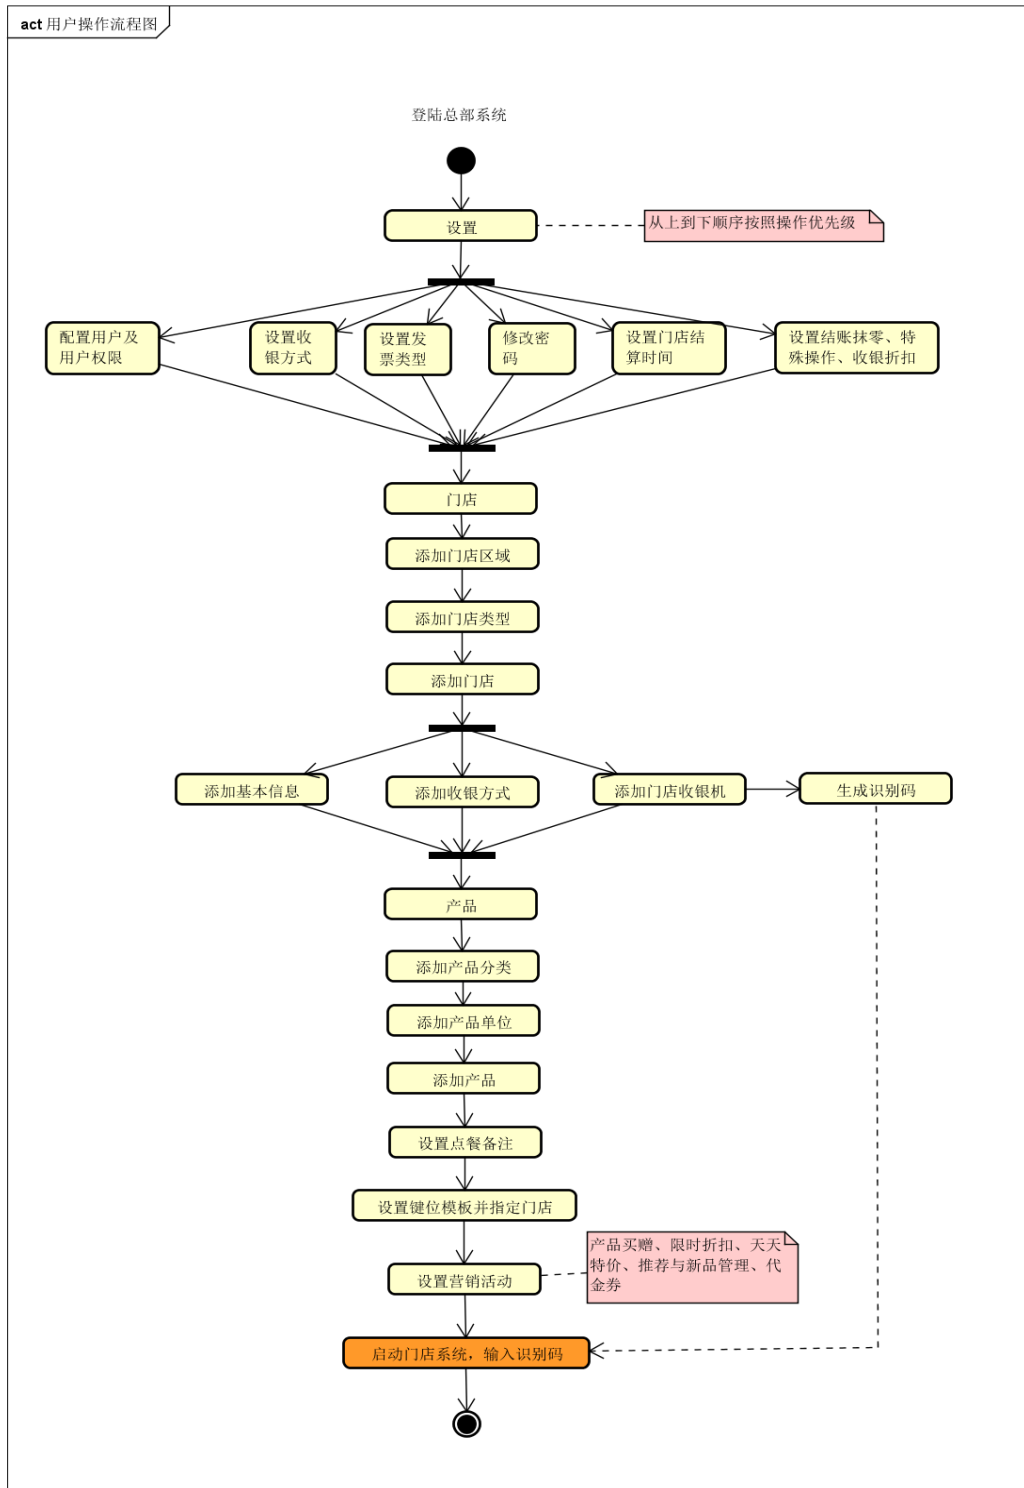 act 用户操作流程图
登陆总部系统
设置
从上到下顺序按照操作优先级
配置用户及
用户权限
设置收
银方式
设置发
票类型
修改密
码
设置门店结
算时间
设置结账抹零、特
殊操作、收银折扣
门店
添加门店区域
添加门店类型
添加门店
添加基本信息
添加收银方式
添加门店收银机
生成识别码
产品
添加产品分类
添加产品单位
添加产品
设置点餐备注
设置键位模板并指定门店
产品买赠、限时折扣、天天
特价、推荐与新品管理、代
金券
设置营销活动
启动门店系统，输入识别码